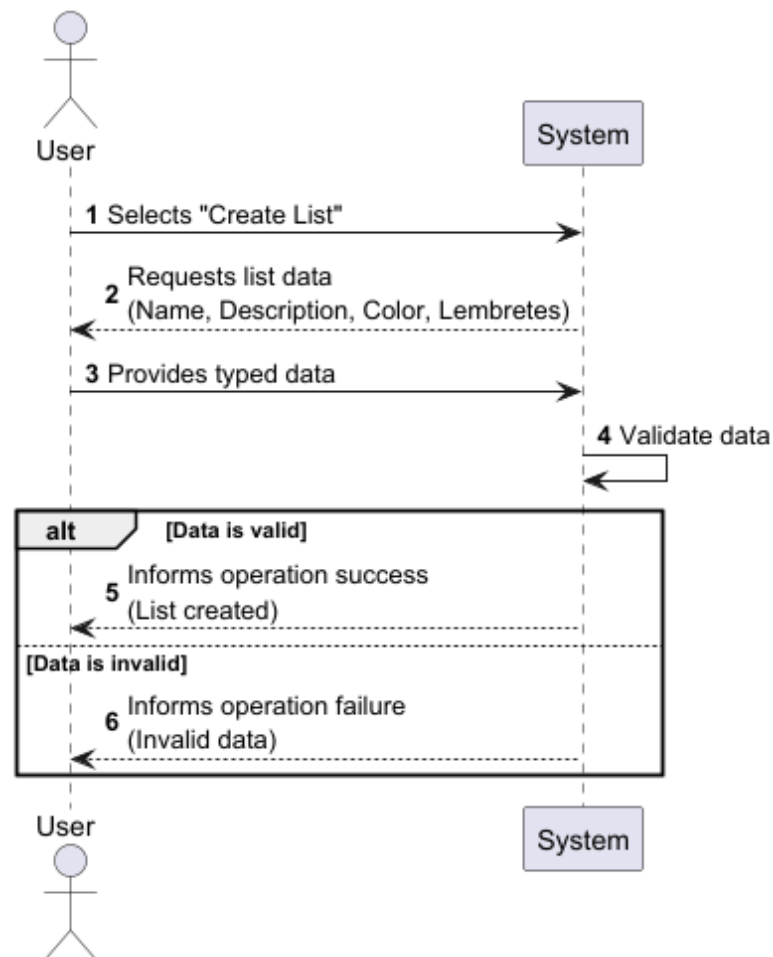 User
System
1 Selects "Create List"
Requests list data
2 (Name, Description, Color, Lembretes)
3 Provides typed data
4 Validate data
alt [Data is valid]
Informs operation success
5 (List created)
[Data is invalid]
Informs operation failure
6 (Invalid data)
User
System